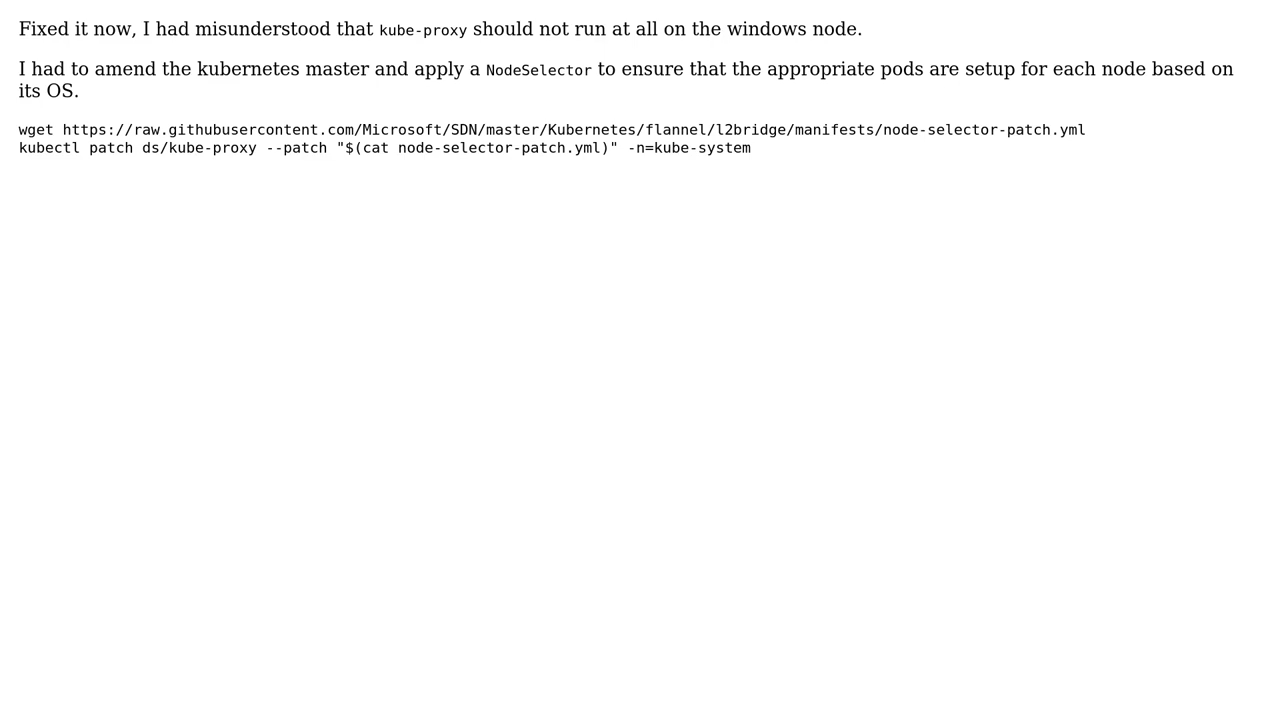 Fixed it now, I had misunderstood that kube-proxy should not run at all on the windows node.
I had to amend the kubernetes master and apply a NodeSelector to ensure that the appropriate pods are setup for each node based on
its OS.
wget https://raw.githubusercontent.com/Microsoft/SDN/master/Kubernetes/flannel/l2bridge/manifests/node-selector-patch.yml
kubectl patch ds/kube-proxy --patch "$(cat node-selector-patch.yml)" -n=kube-system